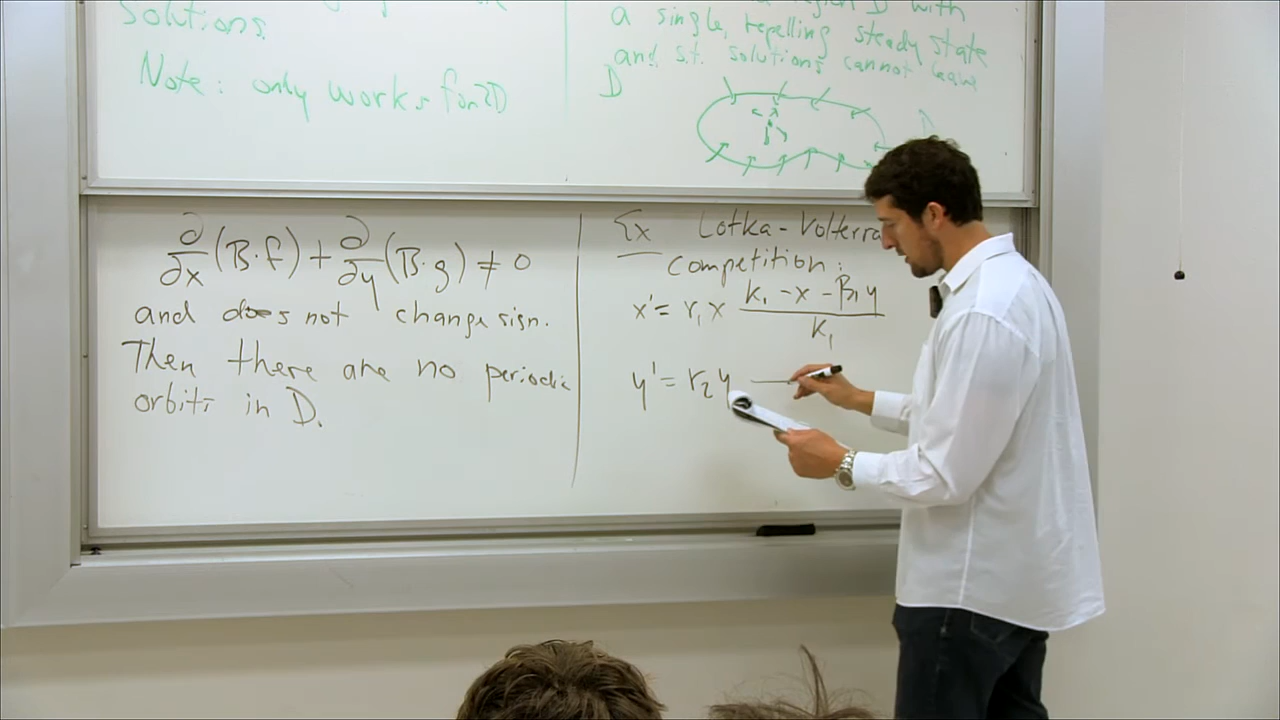 solutions.
Note: only works for 2D
D with
a single, repelling steady state
and s.t. solutions cannot leave
D
∂/∂x (B·f) + ∂/∂y (B·g) ≠ 0
and does not change sign.
Then there are no periodic
orbits in D.
Ex Lotka-Volterra
competition:
x' = r₁x (K₁ - x - β₁y)/K₁
y' = r₂y